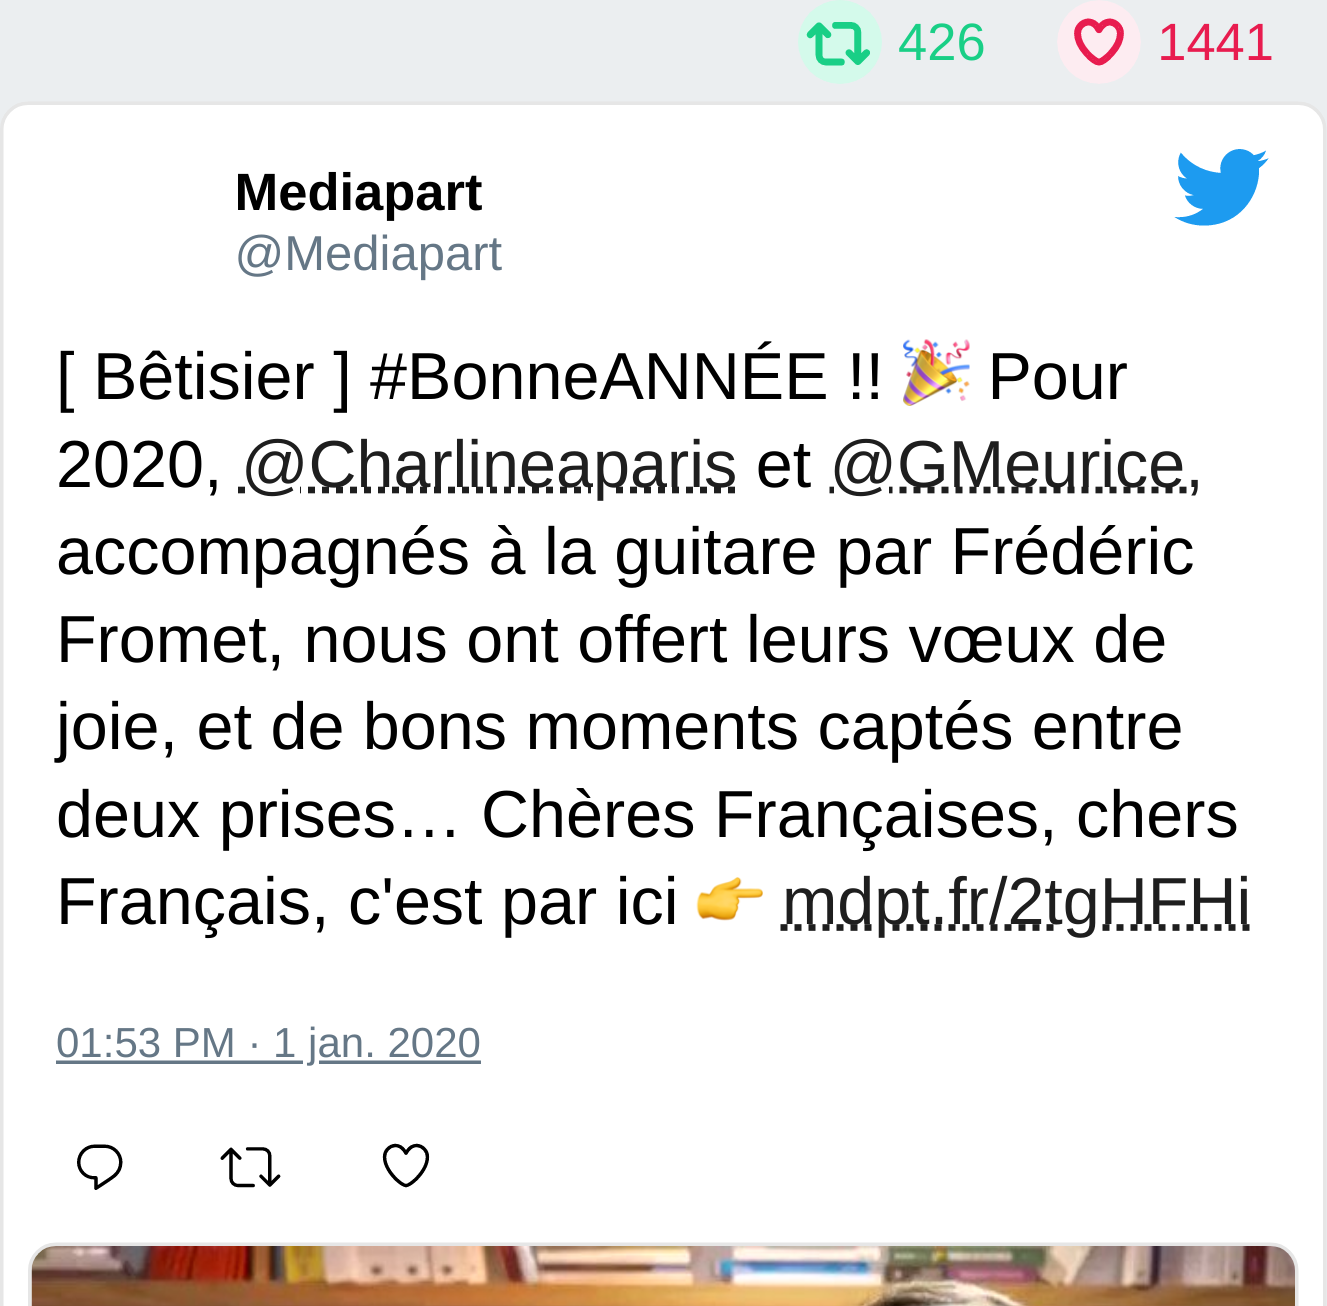 426 1441
Mediapart
@Mediapart
[ Bêtisier ] #BonneANNÉE !! 🎉 Pour
2020, @Charlineaparis et @GMeurice,
accompagnés à la guitare par Frédéric
Fromet, nous ont offert leurs vœux de
joie, et de bons moments captés entre
deux prises… Chères Françaises, chers
Français, c'est par ici 👉 mdpt.fr/2tgHFHi
01:53 PM · 1 jan. 2020